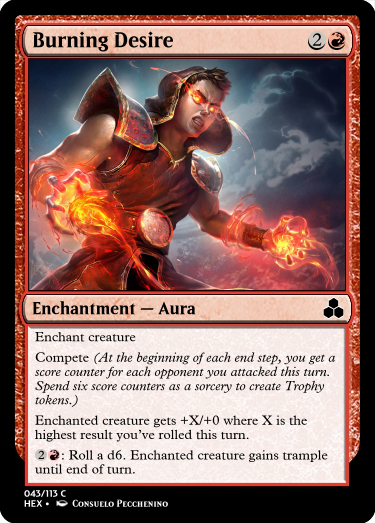 Burning Desire 2
Enchantment — Aura
Enchant creature
Compete (At the beginning of each end step, you get a
score counter for each opponent you attacked this turn.
Spend six score counters as a sorcery to create Trophy
tokens.)
Enchanted creature gets +X/+0 where X is the
highest result you've rolled this turn.
2 : Roll a d6. Enchanted creature gains trample
until end of turn.
043/113 C
HEX • Consuelo Pecchenino